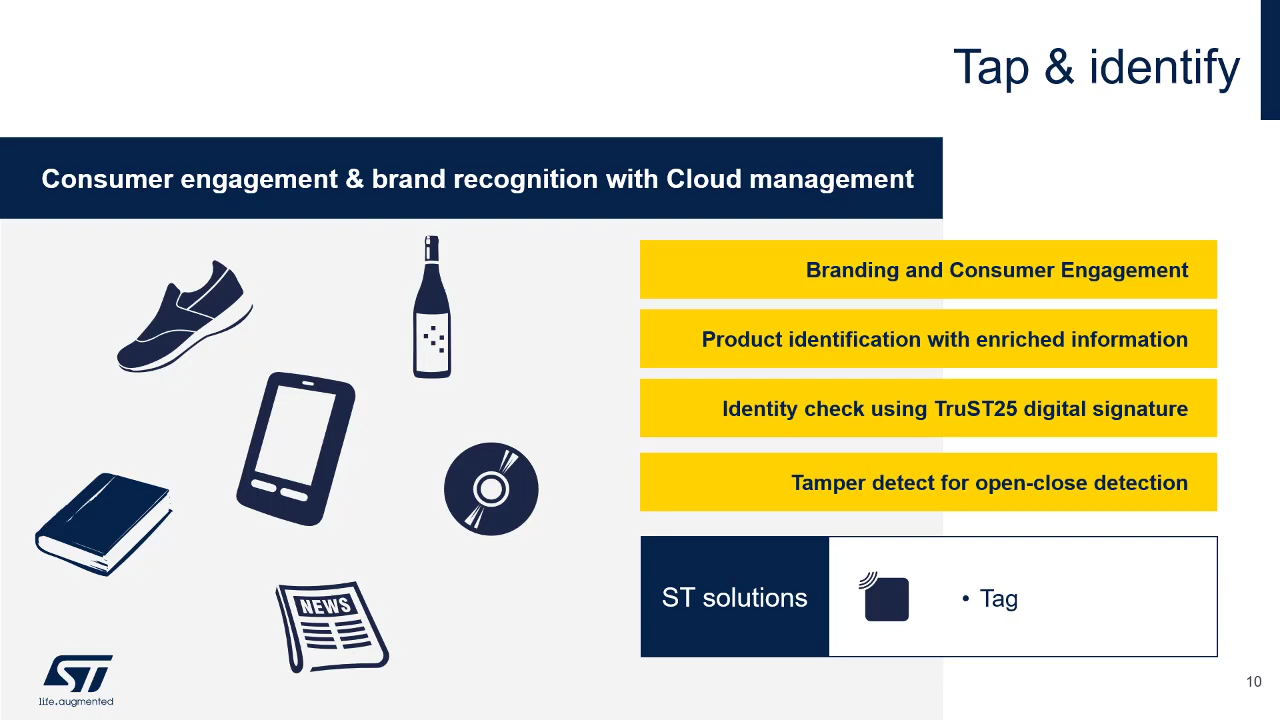 Tap & identify
Consumer engagement & brand recognition with Cloud management
Branding and Consumer Engagement
Product identification with enriched information
Identity check using TruST25 digital signature
Tamper detect for open-close detection
ST solutions
• Tag
NEWS
ST
life.augmented
10